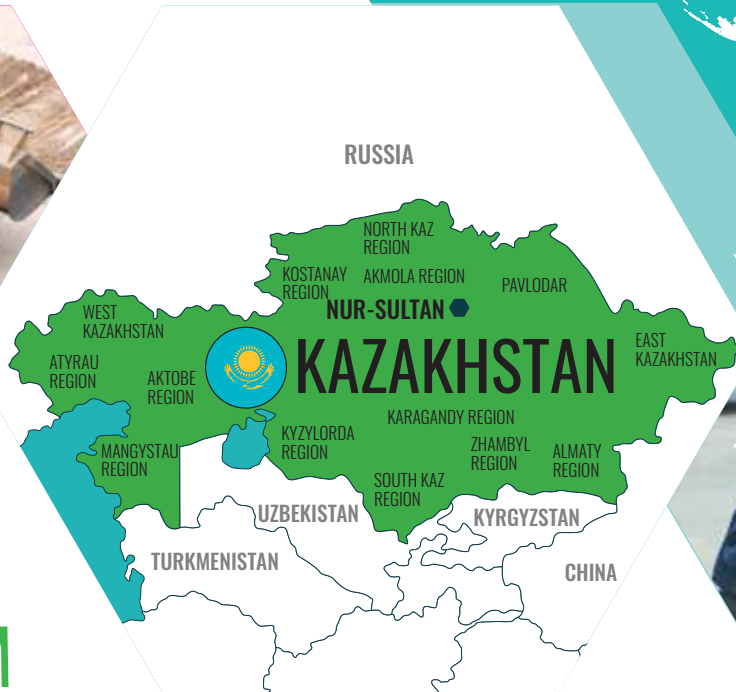 RUSSIA
NORTH KAZ
REGION
KOSTANAY
REGION
AKMOLA REGION
PAVLODAR
NUR-SULTAN
WEST
KAZAKHSTAN
KAZAKHSTAN
EAST
KAZAKHSTAN
ATYRAU
REGION
AKTOBE
REGION
KARAGANDY REGION
KYZYLORDA
REGION
ZHAMBYL
REGION
ALMATY
REGION
MANGYSTAU
REGION
SOUTH KAZ
REGION
UZBEKISTAN
KYRGYZSTAN
TURKMENISTAN
CHINA